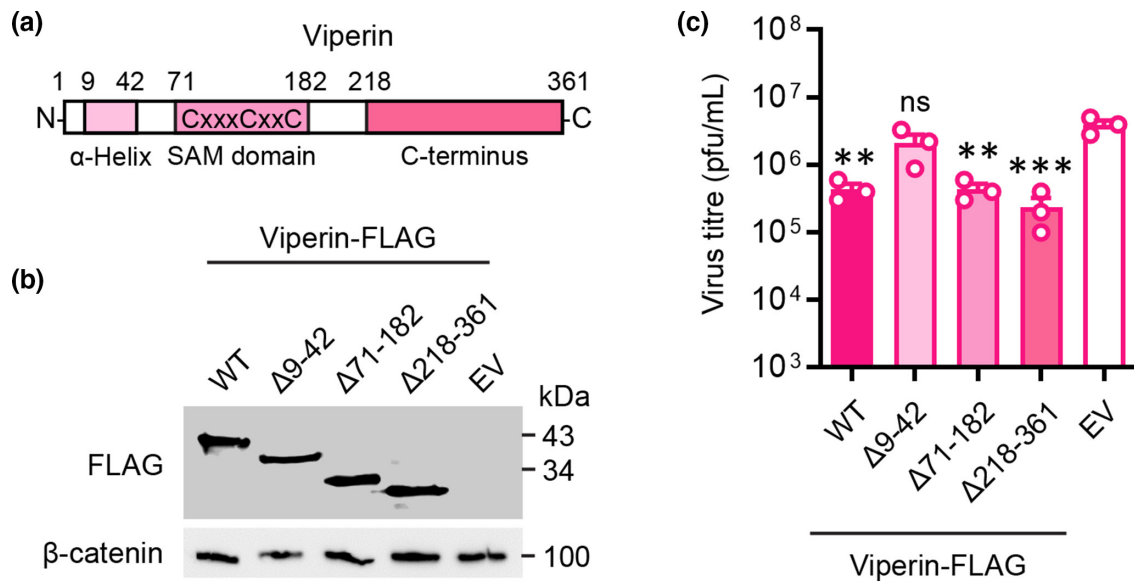 (a)
Viperin
1 9 42 71 182 218 361
N- CxxxCxxC -C
α-Helix SAM domain C-terminus
(b)
Viperin-FLAG
WT Δ9-42 Δ71-182 Δ218-361 EV
kDa
FLAG
43
34
β-catenin
100
(c)
Virus titre (pfu/mL)
10⁸
10⁷
10⁶
10⁵
10⁴
10³
** ns ** ***
WT Δ9-42 Δ71-182 Δ218-361 EV
Viperin-FLAG